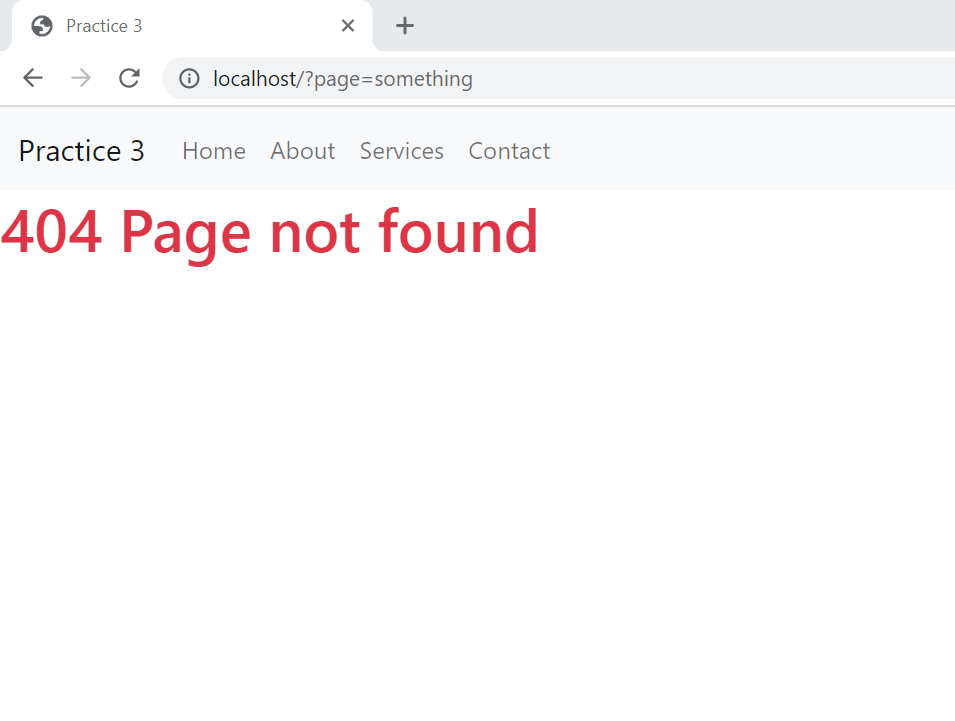 Practice 3
localhost/?page=something
Practice 3 Home About Services Contact
404 Page not found